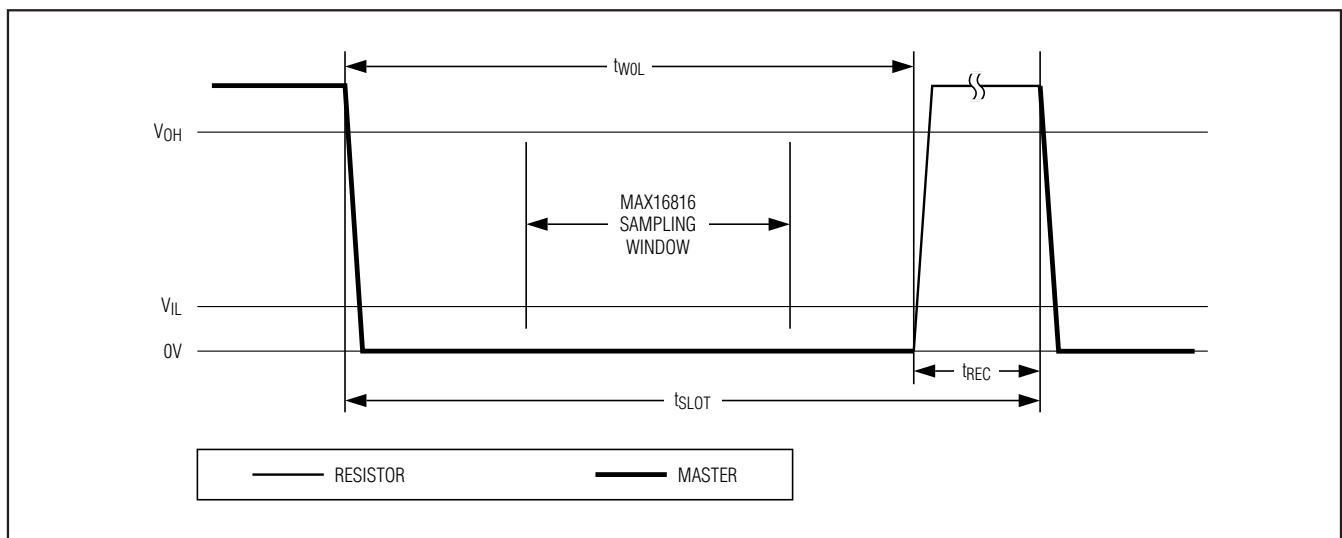 tW0L
VOH
MAX16816
SAMPLING
WINDOW
VIL
0V
tREC
tSLOT
RESISTOR
MASTER